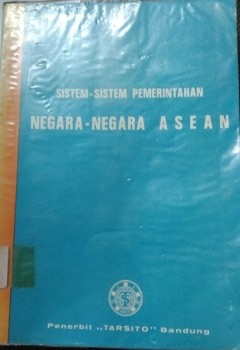 SISTEM-SISTEM PEMERINTAHAN
NEGARA-NEGARA ASEAN
Penerbit „TARSITO" Bandung